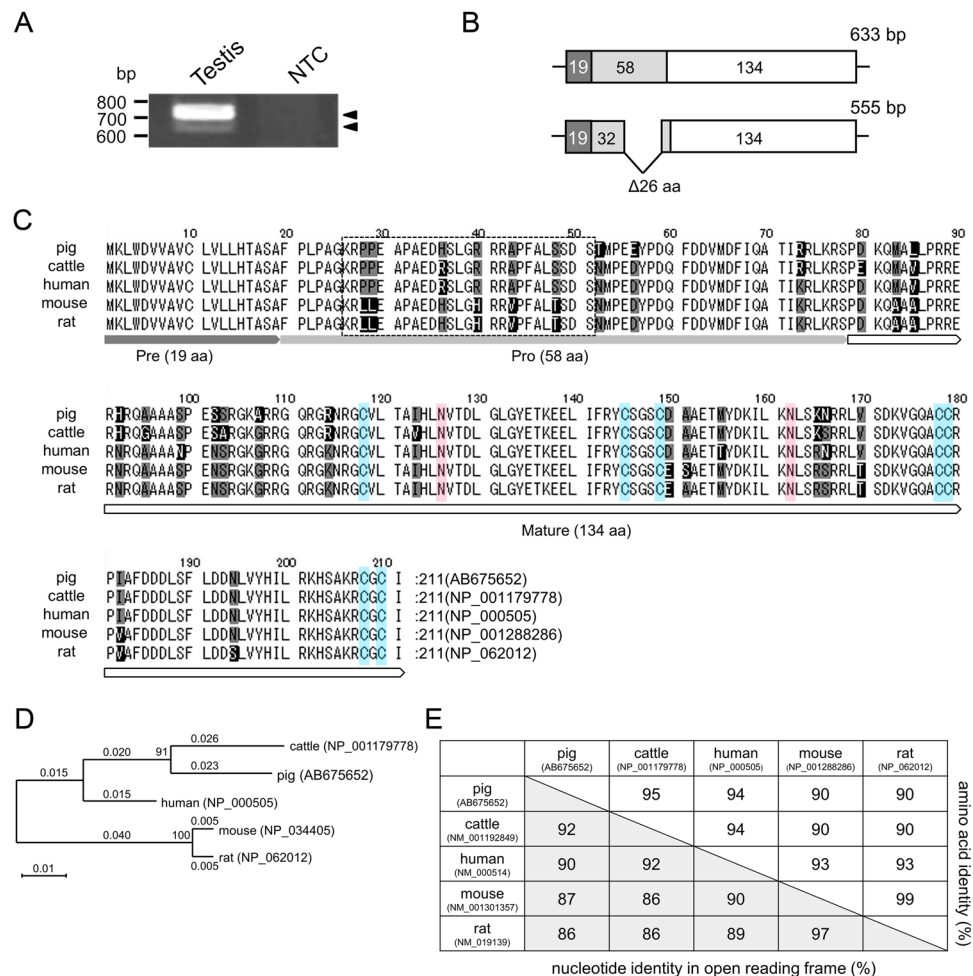 A
Testis
NTC
bp
800
700
600
B
633 bp
19 58 134
555 bp
19 32 134
Δ26 aa
C
10 20 30 40 50 60 70 80 90
pig MKLWDVVAVC LVLLHTASAF PLPAGKRPPE APAEDHSLGR RRAPFALSSD STMPEEYPDQ FDDVMDFIQA TIRRLKRSPD KQMALLPRRE
cattle MKLWDVVAVC LVLLHTASAF PLPAGKRPPE APAEDRSLGR RRAPFALSSD SNMPEDYPDQ FDDVMDFIQA TIRRLKRSPE KQMAVLPRRE
human MKLWDVVAVC LVLLHTASAF PLPAGKRPPE APAEDRSLGR RRAPFALSSD SNMPEDYPDQ FDDVMDFIQA TIKRLKRSPD KQMAVLPRRE
mouse MKLWDVVAVC LVLLHTASAF PLPAGKRLLE APAEDHSLGH RRVPFALTSD SNMPEDYPDQ FDDVMDFIQA TIKRLKRSPD KQAAALPRRE
rat MKLWDVVAVC LVLLHTASAF PLPAGKRLLE APAEDHSLGH RRVPFALTSD SNMPEDYPDQ FDDVMDFIQA TIKRLKRSPD KQAAALPRRE
Pre (19 aa) Pro (58 aa)
100 110 120 130 140 150 160 170 180
pig RHRQAAAASP ESSRGKARRG QRGRNRGCVL TAIHLNVTDL GLGYETKEEL IFRYCSGSCD AAETMYDKIL KNLSKNRRLV SDKVGQACCR
cattle RHRQGAAASP ESARGKGRRG QRGRNRGCVL TAVHLNVTDL GLGYETKEEL IFRYCSGSCD AAETMYDKIL KNLSKSRRLV SDKVGQACCR
human RNRQAAAANP ENSRGKGRRG QRGKNRGCVL TAIHLNVTDL GLGYETKEEL IFRYCSGSCD AAETTYDKIL KNLSRNRRLV SDKVGQACCR
mouse RNRQAAAASP ENSRGKGRRG QRGKNRGCVL TAIHLNVTDL GLGYETKEEL IFRYCSGSCE SAETMYDKIL KNLSRSRRLT SDKVGQACCR
rat RNRQAAAASP ENSRGKGRRG QRGKNRGCVL TAIHLNVTDL GLGYETKEEL IFRYCSGSCE AAETMYDKIL KNLSRSRRLT SDKVGQACCR
Mature (134 aa)
190 200 210
pig PIAFDDDLSF LDDNLVYHIL RKHSAKRCGC I :211(AB675652)
cattle PIAFDDDLSF LDDNLVYHIL RKHSAKRCGC I :211(NP_001179778)
human PIAFDDDLSF LDDNLVYHIL RKHSAKRCGC I :211(NP_000505)
mouse PVAFDDDLSF LDDNLVYHIL RKHSAKRCGC I :211(NP_001288286)
rat PVAFDDDLSF LDDSLVYHIL RKHSAKRCGC I :211(NP_062012)
D
0.026
cattle (NP_001179778)
0.020 91
0.023
pig (AB675652)
0.015
0.015
human (NP_000505)
0.005
mouse (NP_034405)
0.040 100
rat (NP_062012)
0.005
0.01
E
pig cattle human mouse rat
(AB675652) (NP_001179778) (NP_000505) (NP_001288286) (NP_062012)
pig 95 94 90 90
(AB675652)
cattle 92 94 90 90
(NM_001192849)
human 90 92 93 93
(NM_000514)
mouse 87 86 90 99
(NM_001301357)
rat 86 86 89 97
(NM_019139)
amino acid identity (%)
nucleotide identity in open reading frame (%)